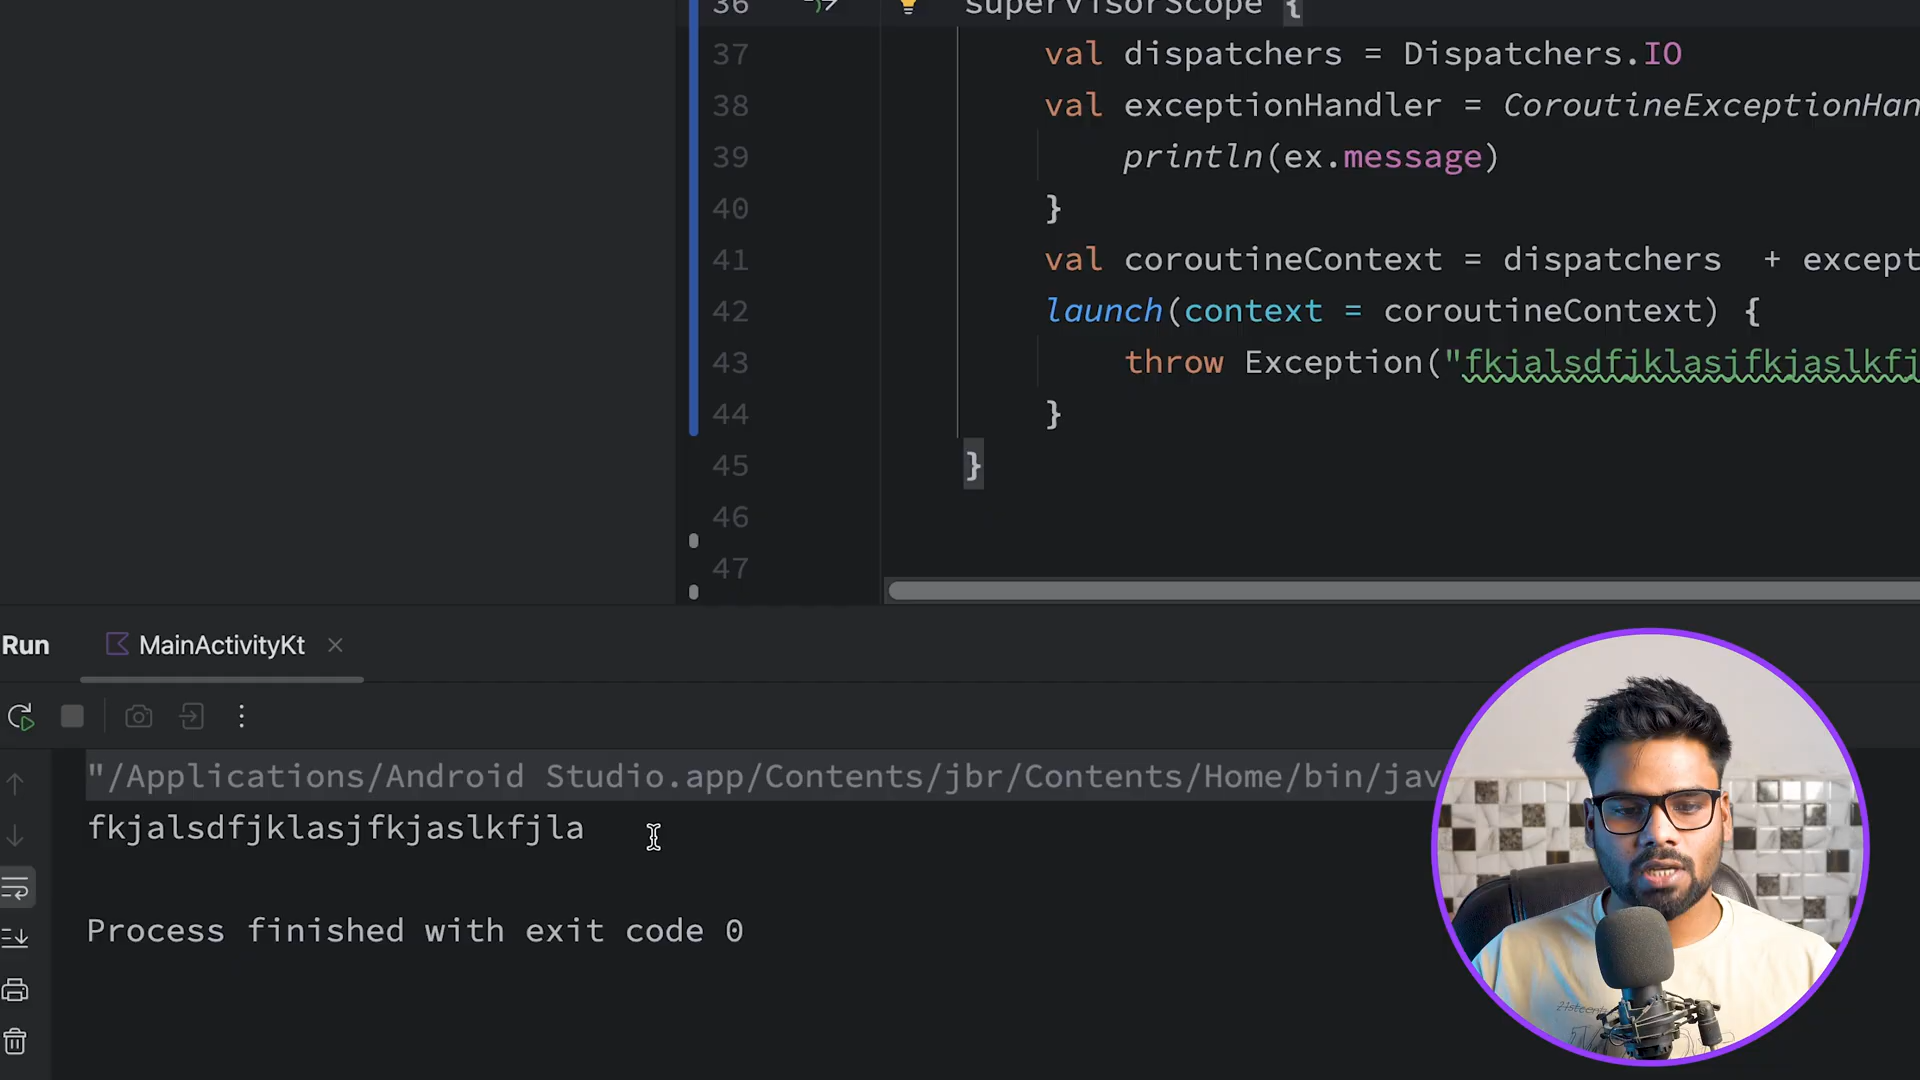 36 supervisorScope {
37 val dispatchers = Dispatchers.IO
38 val exceptionHandler = CoroutineExceptionHan
39 println(ex.message)
40 }
41 val coroutineContext = dispatchers  + except
42 launch(context = coroutineContext) {
43 throw Exception("fkjalsdfjklasjfkjaslkfj
44 }
45 }
46
47
Run MainActivityKt
"/Applications/Android Studio.app/Contents/jbr/Contents/Home/bin/jav
fkjalsdfjklasjfkjaslkfjla
Process finished with exit code 0